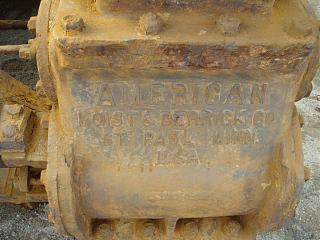 AMERICAN
HOIST & DERRICK CO
ST PAUL MINN.
U.S.A.